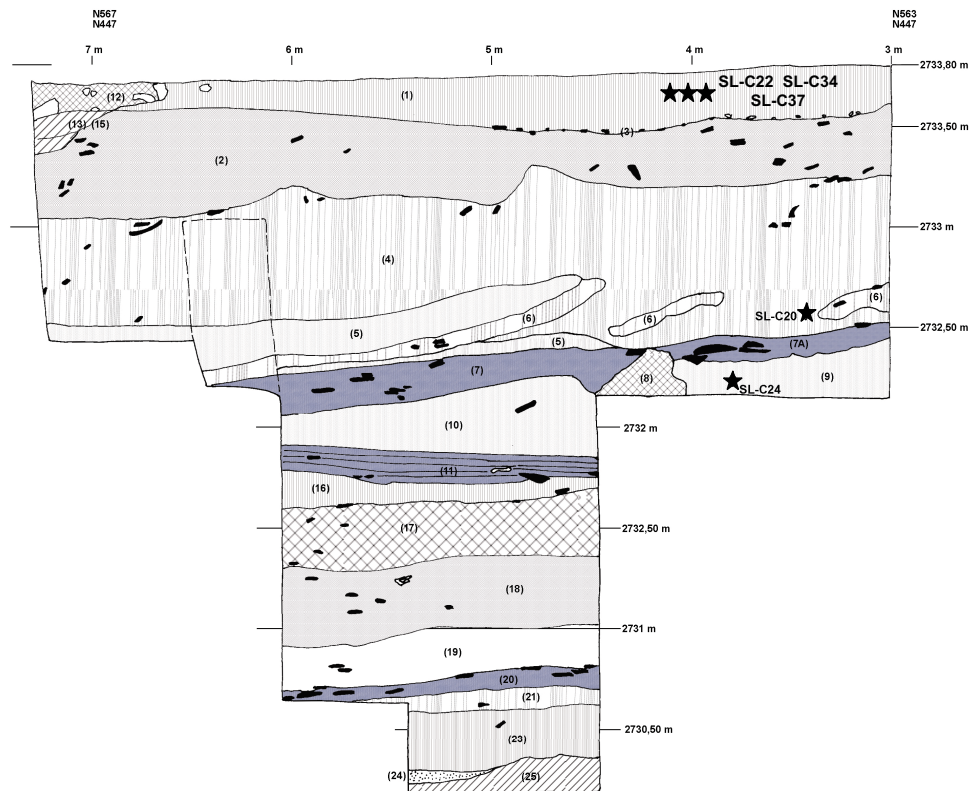 N567
N447
N563
N447
7 m
6 m
5 m
4 m
3 m
2733,80 m
SL-C22 SL-C34
SL-C37
(12)
(1)
(13) (15)
(3)
2733,50 m
(2)
2733 m
(4)
(6)
(6)
(6)
SL-C20
(5)
2732,50 m
(5)
(7A)
(7)
(8)
(9)
SL-C24
(10)
2732 m
(11)
(16)
(17)
2732,50 m
(18)
2731 m
(19)
(20)
(21)
2730,50 m
(23)
(24)
(25)